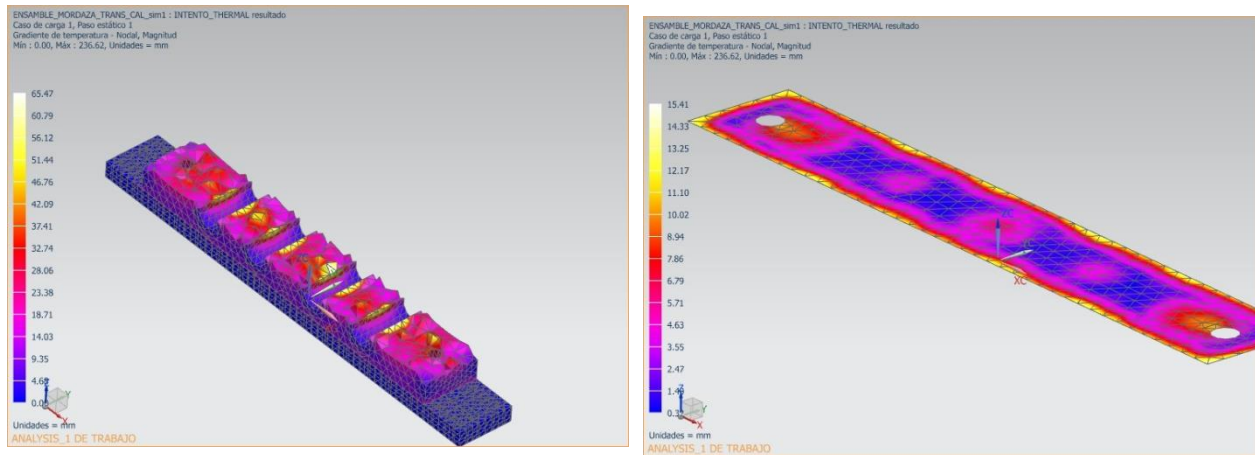 ENSAMBLE_MORDAZA_TRANS_CAL_sim1 : INTENTO_THERMAL resultado
Caso de carga 1, Paso estático 1
Gradiente de temperatura - Nodal, Magnitud
Mín : 0.00, Máx : 236.62, Unidades = mm
65.47
60.79
56.12
51.44
46.76
42.09
37.41
32.74
28.06
23.38
18.71
14.03
9.35
4.68
0.00
Z
Y
X
Unidades = mm
ANALYSIS_1 DE TRABAJO
ENSAMBLE_MORDAZA_TRANS_CAL_sim1 : INTENTO_THERMAL resultado
Caso de carga 1, Paso estático 1
Gradiente de temperatura - Nodal, Magnitud
Mín : 0.00, Máx : 236.62, Unidades = mm
15.41
14.33
13.25
12.17
11.10
10.02
8.94
7.86
6.79
5.71
4.63
3.55
2.47
ZC
XC
Z
Y
X
Unidades = mm
ANALYSIS_1 DE TRABAJO